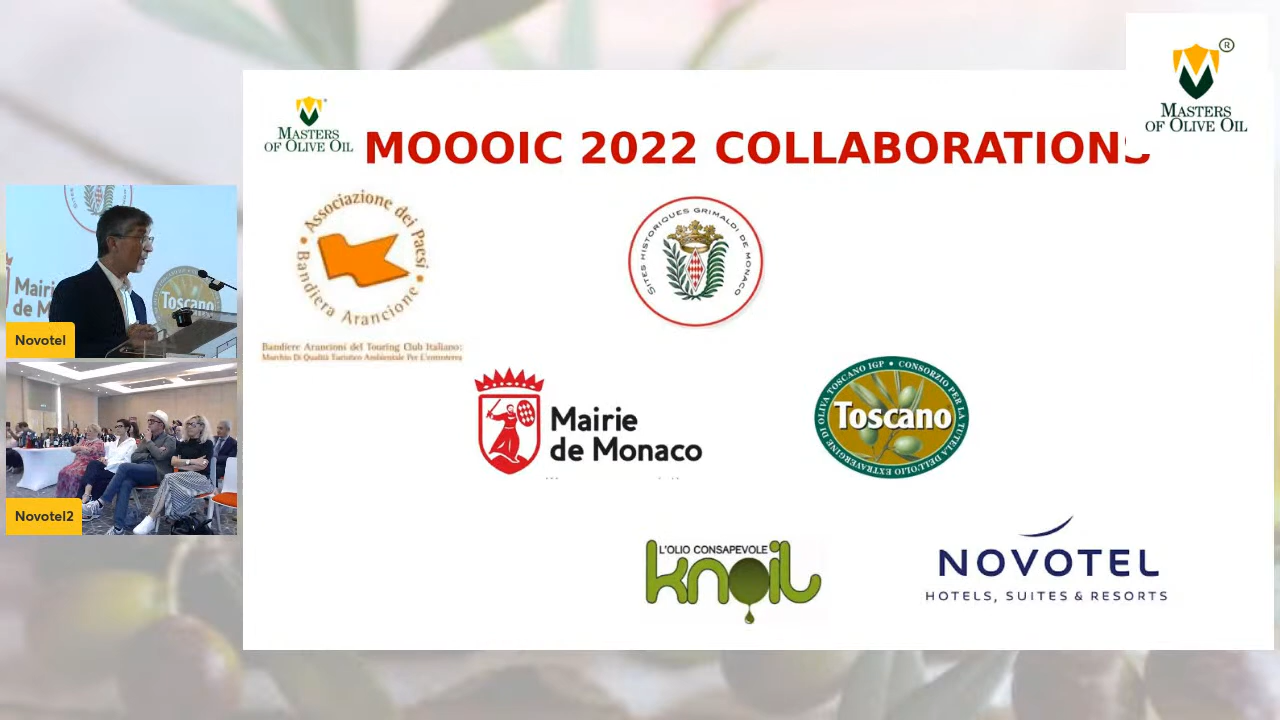 MASTERS
OF OLIVE OIL
MOOOIC 2022 COLLABORATIONS
®
MASTERS
OF OLIVE OIL
Associazione dei Paesi
Bandiera Arancione
Bandiere Arancioni del Touring Club Italiano:
Marchio Di Qualità Turistico Ambientale Per L'entroterra
SITES HISTORIQUES GRIMALDI DE MONACO
Mairie
de Monaco
CONSORZIO PER LA TUTELA DELL'OLIO EXTRAVERGINE DI OLIVA TOSCANO IGP
Toscano
L'OLIO CONSAPEVOLE
knoil
NOVOTEL
HOTELS, SUITES & RESORTS
Mairi
de M
Toscano
Novotel
Novotel2